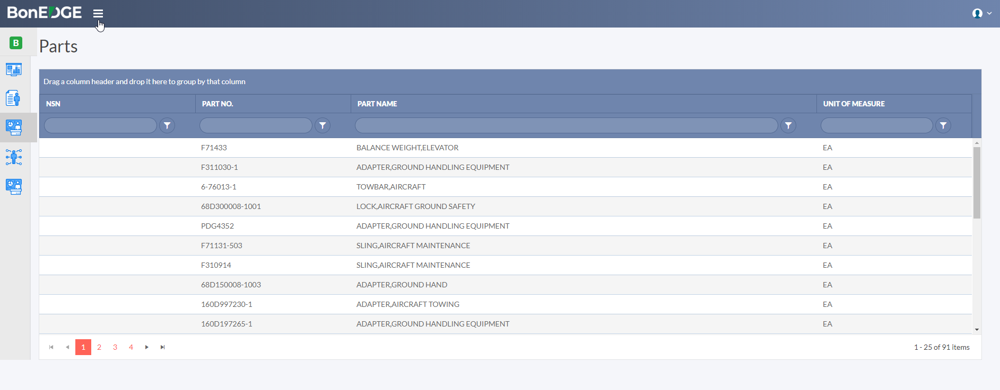 BonEDGE
B
Parts
Drag a column header and drop it here to group by that column
NSN PART NO. PART NAME UNIT OF MEASURE
F71433 BALANCE WEIGHT,ELEVATOR EA
F311030-1 ADAPTER,GROUND HANDLING EQUIPMENT EA
6-76013-1 TOWBAR,AIRCRAFT EA
68D300008-1001 LOCK,AIRCRAFT GROUND SAFETY EA
PDG4352 ADAPTER,GROUND HANDLING EQUIPMENT EA
F71131-503 SLING,AIRCRAFT MAINTENANCE EA
F310914 SLING,AIRCRAFT MAINTENANCE EA
68D150008-1003 ADAPTER,GROUND HAND EA
160D997230-1 ADAPTER,AIRCRAFT TOWING EA
160D197265-1 ADAPTER,GROUND HANDLING EQUIPMENT EA
1 2 3 4 1 - 25 of 91 items